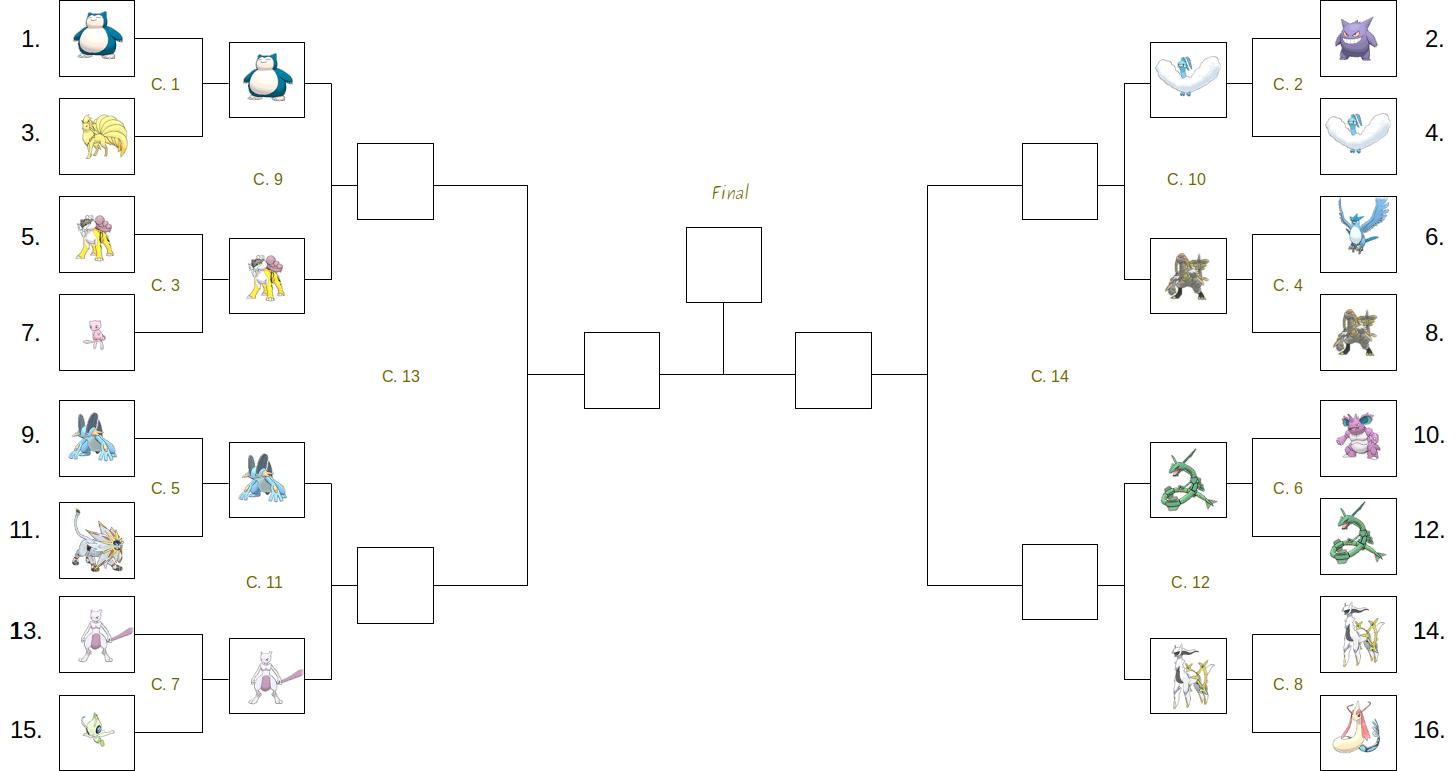 1.
C. 1
3.
C. 9
5.
C. 3
7.
C. 13
9.
C. 5
11.
C. 11
13.
C. 7
15.
Final
2.
C. 2
4.
C. 10
6.
C. 4
8.
C. 14
10.
C. 6
12.
C. 12
14.
C. 8
16.